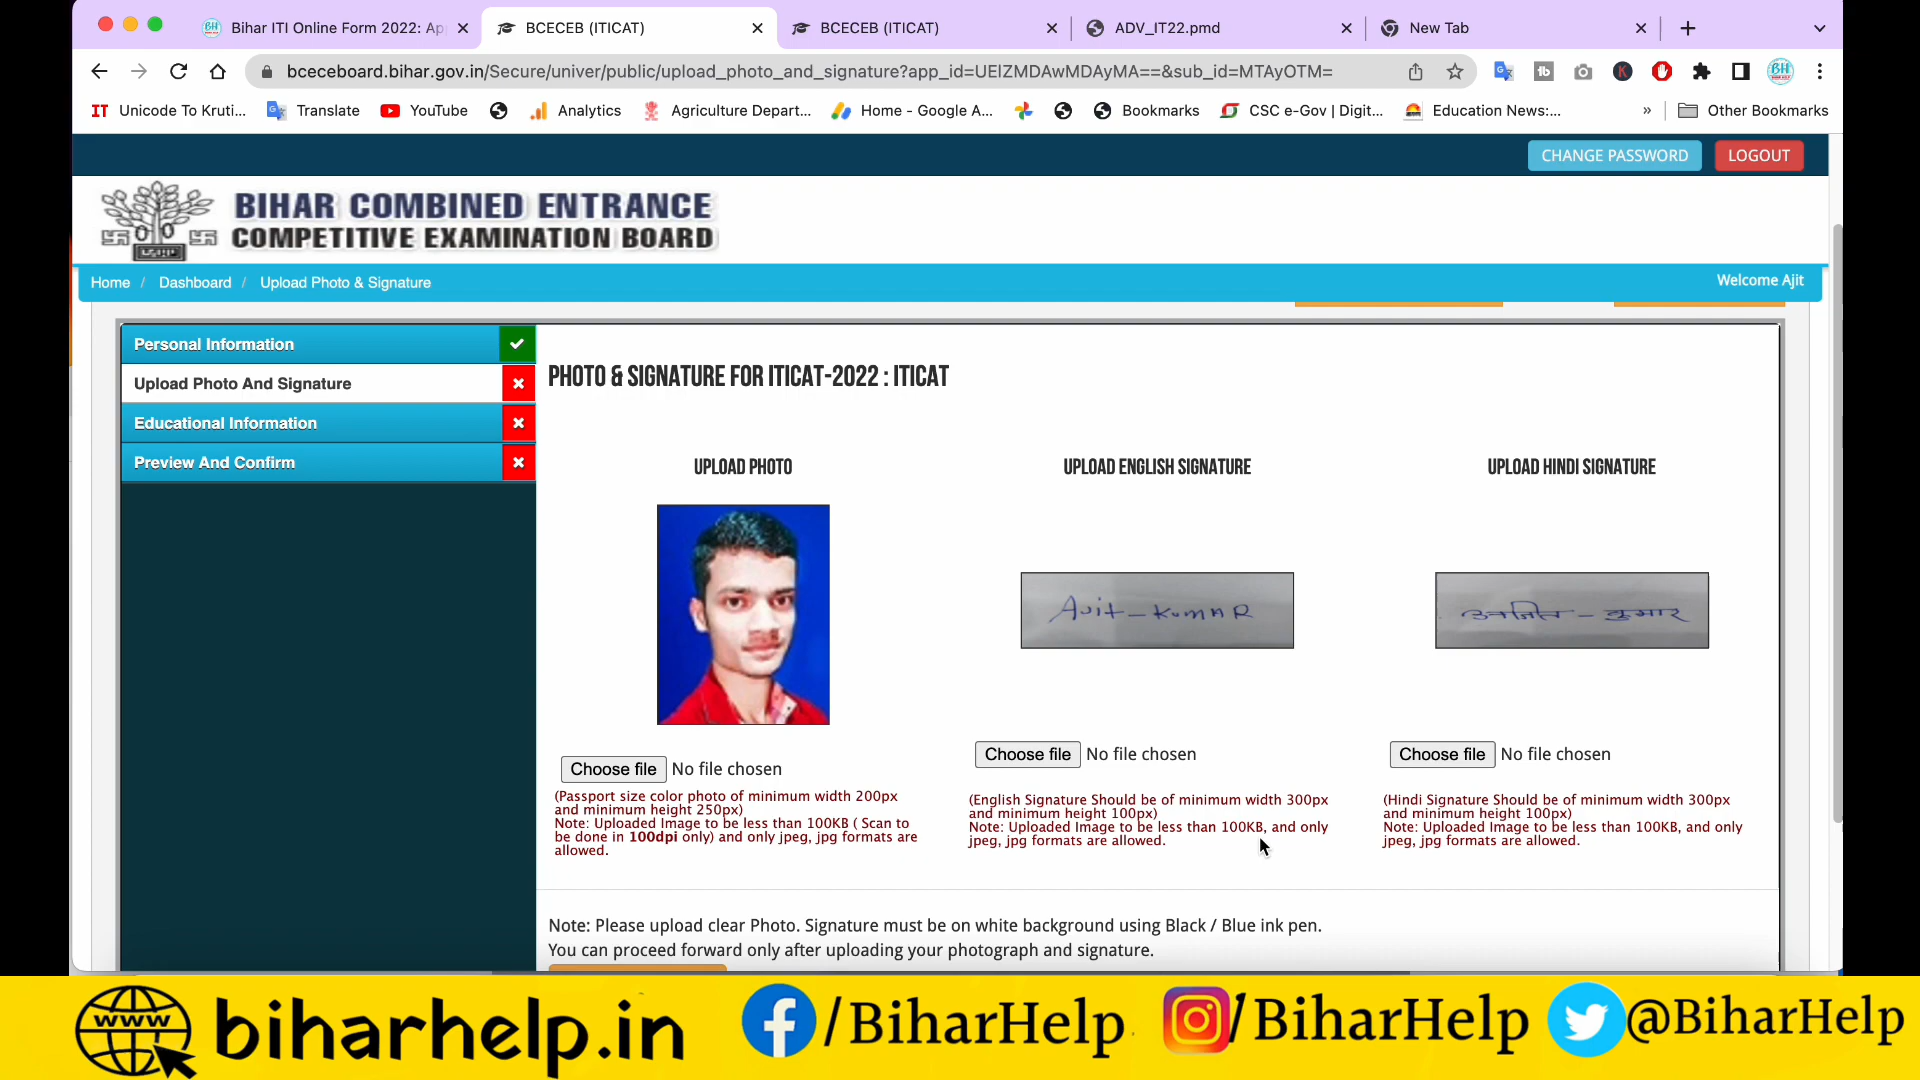 Bihar ITI Online Form 2022: Ap
BCECEB (ITICAT)
BCECEB (ITICAT)
ADV_IT22.pmd
New Tab
bceceboard.bihar.gov.in/Secure/univer/public/upload_photo_and_signature?app_id=UElZMDAwMDAyMA==&sub_id=MTAyOTM=
Unicode To Kruti...
Translate
YouTube
Analytics
Agriculture Depart...
Home - Google A...
Bookmarks
CSC e-Gov | Digit...
Education News:...
»
Other Bookmarks
CHANGE PASSWORD
LOGOUT
BIHAR COMBINED ENTRANCE
COMPETITIVE EXAMINATION BOARD
Home / Dashboard / Upload Photo & Signature
Welcome Ajit
Personal Information
Upload Photo And Signature
Educational Information
Preview And Confirm
PHOTO & SIGNATURE FOR ITICAT-2022 : ITICAT
UPLOAD PHOTO
UPLOAD ENGLISH SIGNATURE
UPLOAD HINDI SIGNATURE
Ajit-KumAR
अजित-कुमार
Choose file No file chosen
(Passport size color photo of minimum width 200px
and minimum height 250px)
Note: Uploaded Image to be less than 100KB ( Scan to
be done in 100dpi only) and only jpeg, jpg formats are
allowed.
Choose file No file chosen
(English Signature Should be of minimum width 300px
and minimum height 100px)
Note: Uploaded Image to be less than 100KB, and only
jpeg, jpg formats are allowed.
Choose file No file chosen
(Hindi Signature Should be of minimum width 300px
and minimum height 100px)
Note: Uploaded Image to be less than 100KB, and only
jpeg, jpg formats are allowed.
Note: Please upload clear Photo. Signature must be on white background using Black / Blue ink pen.
You can proceed forward only after uploading your photograph and signature.
www
biharhelp.in
/BiharHelp
/BiharHelp
@BiharHelp